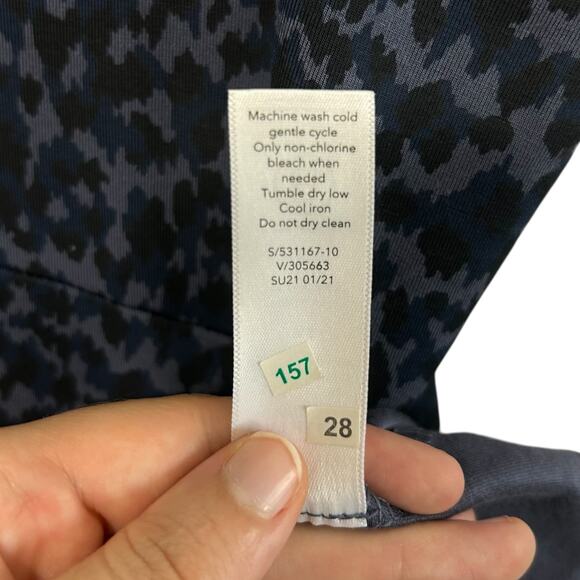 Machine wash cold
gentle cycle
Only non-chlorine
bleach when
needed
Tumble dry low
Cool iron
Do not dry clean
S/531167-10
V/305663
SU21 01/21
157
28